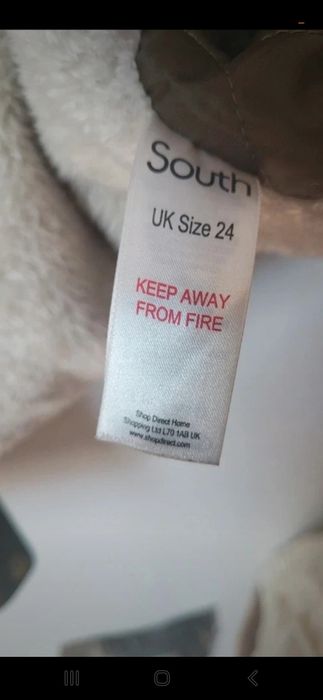 South
UK Size 24
KEEP AWAY
FROM FIRE
Shop Direct Home
Shopping Ltd L70 1AB UK
www.shopdirect.com